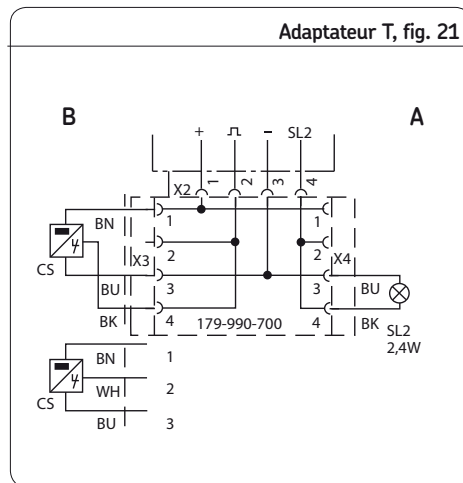 Adaptateur T, fig. 21
B
A
+ ⎍ − SL2
X2 1 2 3 4
BN 1 1
X3 2 2 X4
CS BU 3 3 BU
BK 4 179-990-700 4 BK SL2
2,4W
BN 1
WH 2
CS
BU 3